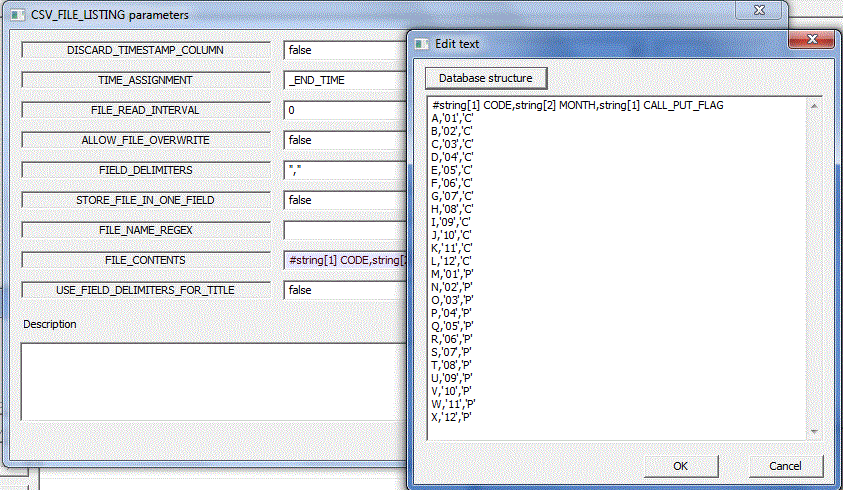 CSV_FILE_LISTING parameters
DISCARD_TIMESTAMP_COLUMN false
TIME_ASSIGNMENT _END_TIME
FILE_READ_INTERVAL 0
ALLOW_FILE_OVERWRITE false
FIELD_DELIMITERS ","
STORE_FILE_IN_ONE_FIELD false
FILE_NAME_REGEX
FILE_CONTENTS #string[1] CODE,string[2
USE_FIELD_DELIMITERS_FOR_TITLE false
Description
Edit text
Database structure
#string[1] CODE,string[2] MONTH,string[1] CALL_PUT_FLAG
A,'01','C'
B,'02','C'
C,'03','C'
D,'04','C'
E,'05','C'
F,'06','C'
G,'07','C'
H,'08','C'
I,'09','C'
J,'10','C'
K,'11','C'
L,'12','C'
M,'01','P'
N,'02','P'
O,'03','P'
P,'04','P'
Q,'05','P'
R,'06','P'
S,'07','P'
T,'08','P'
U,'09','P'
V,'10','P'
W,'11','P'
X,'12','P'
OK Cancel